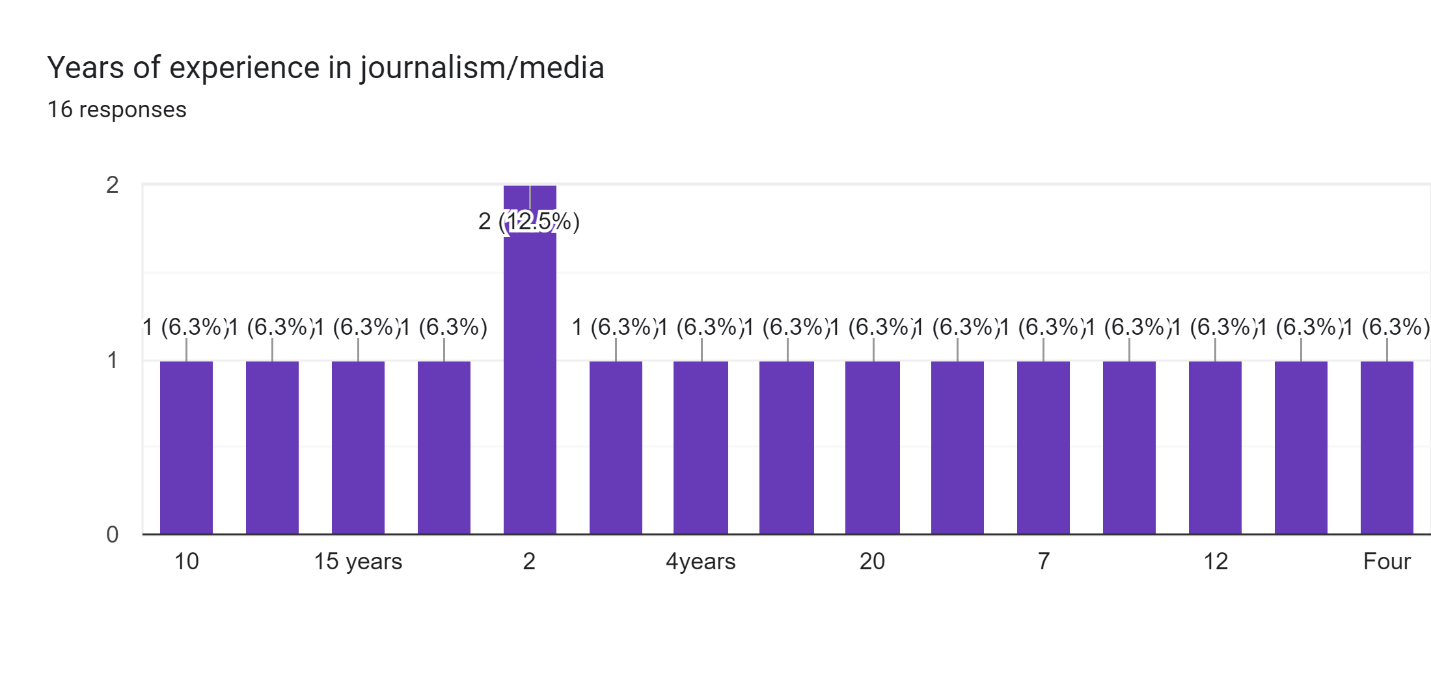 Years of experience in journalism/media
16 responses
2
2 (12.5%)
1 (6.3%) 1 (6.3%) 1 (6.3%) 1 (6.3%) 1 (6.3%) 1 (6.3%) 1 (6.3%) 1 (6.3%) 1 (6.3%) 1 (6.3%) 1 (6.3%) 1 (6.3%) 1 (6.3%) 1 (6.3%)
1
0
10 15 years 2 4years 20 7 12 Four